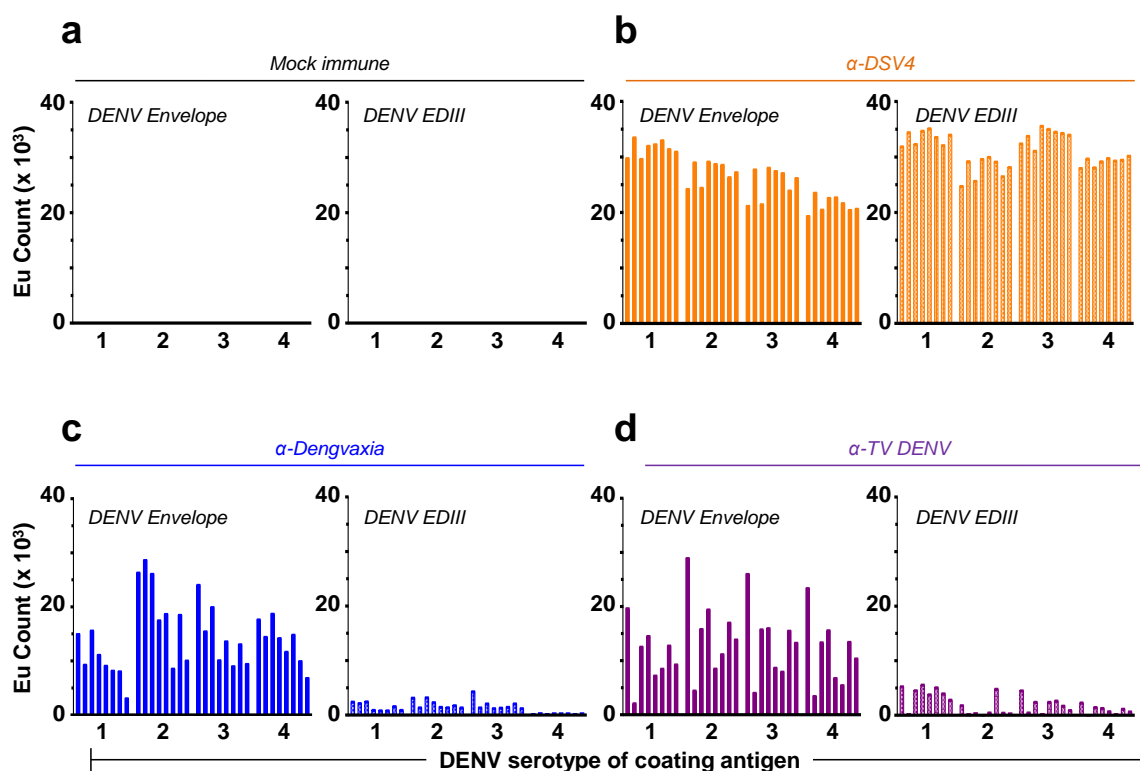 a
Mock immune
Eu Count (x 10³)
40
20
0
DENV Envelope
1 2 3 4
40
20
0
DENV EDIII
1 2 3 4
b
α-DSV4
40
20
0
DENV Envelope
1 2 3 4
40
20
0
DENV EDIII
1 2 3 4
c
α-Dengvaxia
Eu Count (x 10³)
40
20
0
DENV Envelope
1 2 3 4
40
20
0
DENV EDIII
1 2 3 4
d
α-TV DENV
40
20
0
DENV Envelope
1 2 3 4
40
20
0
DENV EDIII
1 2 3 4
DENV serotype of coating antigen